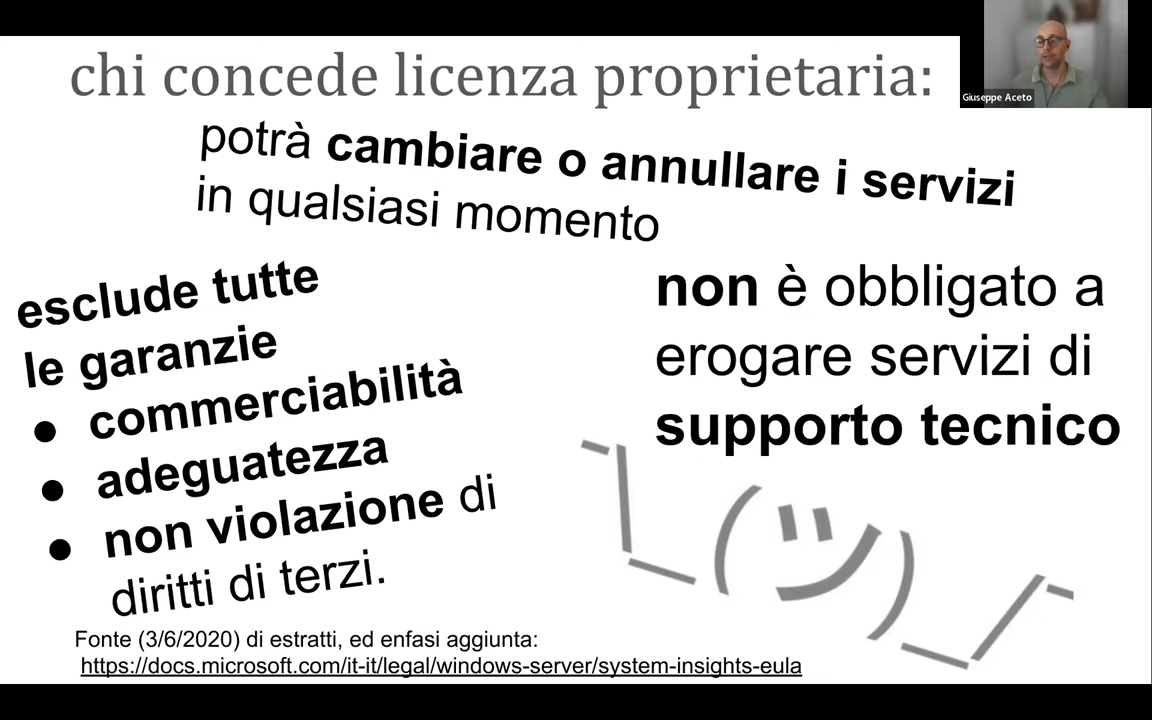 chi concede licenza proprietaria:
Giuseppe Aceto
potrà cambiare o annullare i servizi
in qualsiasi momento
esclude tutte
le garanzie
● commerciabilità
● adeguatezza
● non violazione di
diritti di terzi.
non è obbligato a
erogare servizi di
supporto tecnico
¯\_(ツ)_/¯
Fonte (3/6/2020) di estratti, ed enfasi aggiunta:
https://docs.microsoft.com/it-it/legal/windows-server/system-insights-eula